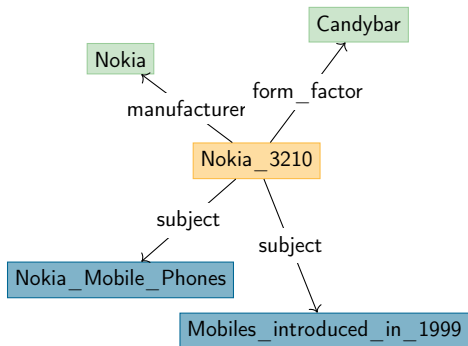 Candybar
Nokia
form_factor
manufacturer
Nokia_3210
subject
subject
Nokia_Mobile_Phones
Mobiles_introduced_in_1999